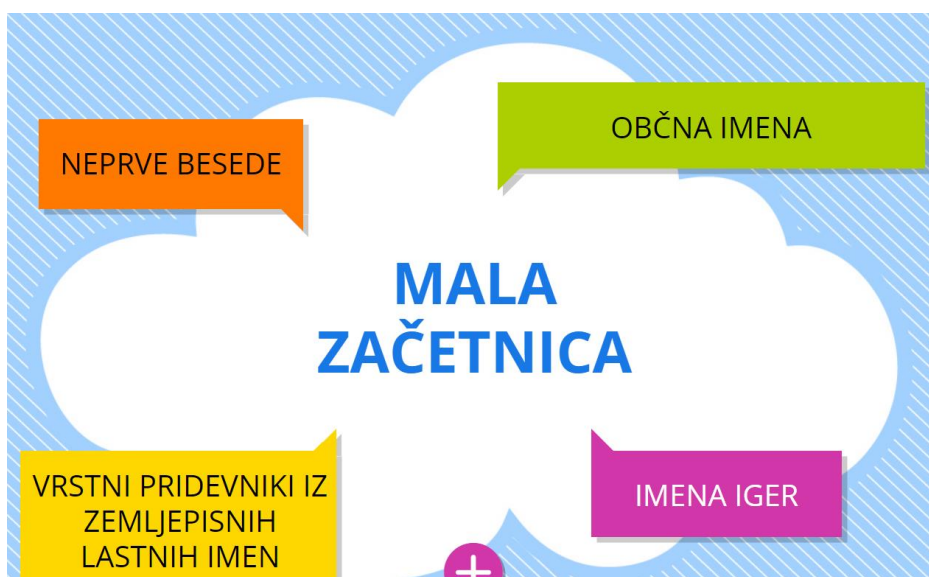 NEPRVE BESEDE
OBČNA IMENA
MALA
ZAČETNICA
VRSTNI PRIDEVNIKI IZ
ZEMLJEPISNIH
LASTNIH IMEN
IMENA IGER